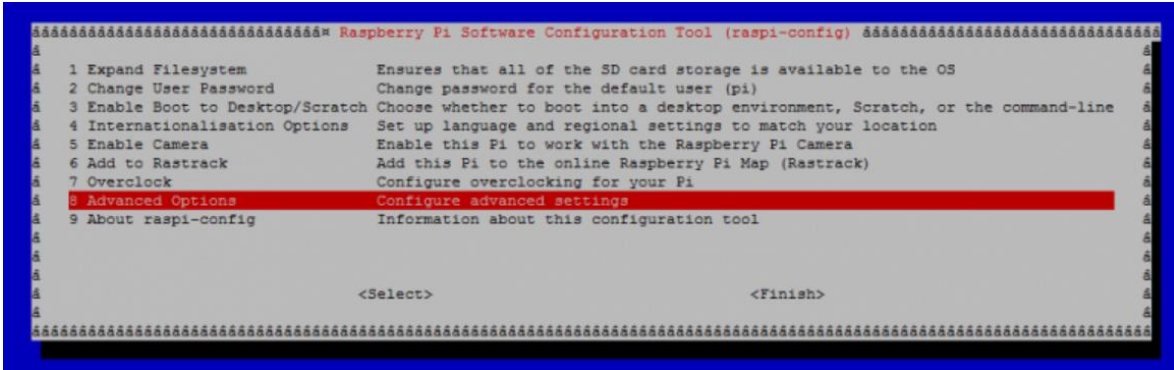 Raspberry Pi Software Configuration Tool (raspi-config)
1 Expand Filesystem Ensures that all of the SD card storage is available to the OS
2 Change User Password Change password for the default user (pi)
3 Enable Boot to Desktop/Scratch Choose whether to boot into a desktop environment, Scratch, or the command-line
4 Internationalisation Options Set up language and regional settings to match your location
5 Enable Camera Enable this Pi to work with the Raspberry Pi Camera
6 Add to Rastrack Add this Pi to the online Raspberry Pi Map (Rastrack)
7 Overclock Configure overclocking for your Pi
8 Advanced Options Configure advanced settings
9 About raspi-config Information about this configuration tool
<Select> <Finish>